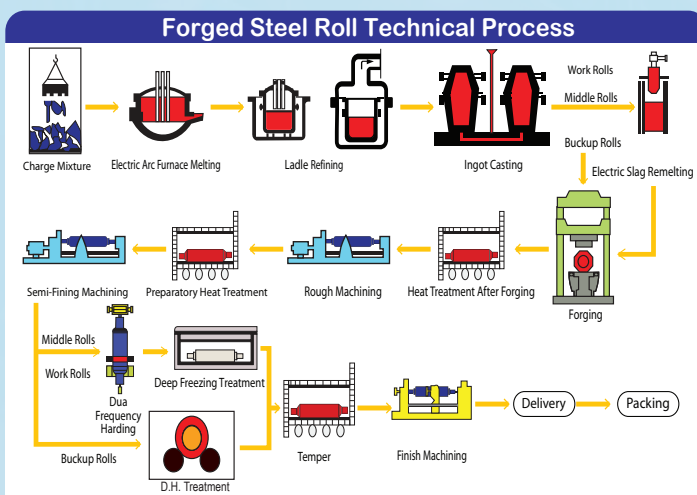 Forged Steel Roll Technical Process
Work Rolls
Middle Rolls
Charge Mixture
Electric Arc Furnace Melting
Ladle Refining
Ingot Casting
Buckup Rolls
Electric Slag Remelting
Semi-Fining Machining
Preparatory Heat Treatment
Rough Machining
Heat Treatment After Forging
Forging
Middle Rolls
Work Rolls
Dua
Frequency
Harding
Deep Freezing Treatment
Buckup Rolls
D.H. Treatment
Temper
Finish Machining
Delivery
Packing